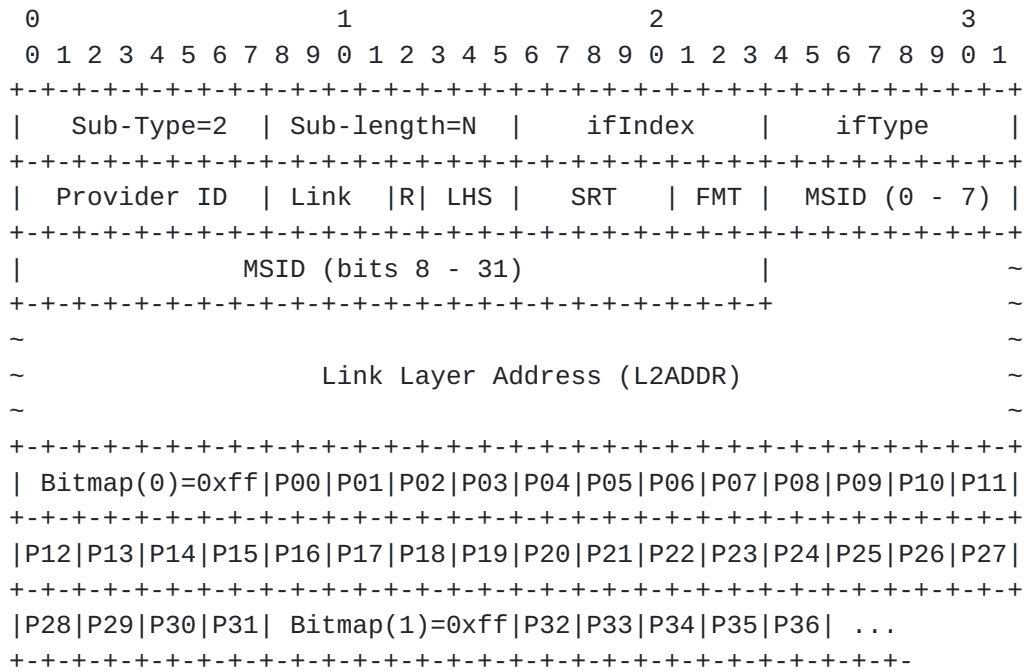 0                   1                   2                   3
 0 1 2 3 4 5 6 7 8 9 0 1 2 3 4 5 6 7 8 9 0 1 2 3 4 5 6 7 8 9 0 1
+-+-+-+-+-+-+-+-+-+-+-+-+-+-+-+-+-+-+-+-+-+-+-+-+-+-+-+-+-+-+-+-+
|   Sub-Type=2  | Sub-length=N  |    ifIndex    |    ifType     |
+-+-+-+-+-+-+-+-+-+-+-+-+-+-+-+-+-+-+-+-+-+-+-+-+-+-+-+-+-+-+-+-+
|  Provider ID  | Link  |R| LHS |   SRT   | FMT |  MSID (0 - 7) |
+-+-+-+-+-+-+-+-+-+-+-+-+-+-+-+-+-+-+-+-+-+-+-+-+-+-+-+-+-+-+-+-+
|              MSID (bits 8 - 31)               |               ~
+-+-+-+-+-+-+-+-+-+-+-+-+-+-+-+-+-+-+-+-+-+-+-+-+               ~
~                                                               ~
~                   Link Layer Address (L2ADDR)                 ~
~                                                               ~
+-+-+-+-+-+-+-+-+-+-+-+-+-+-+-+-+-+-+-+-+-+-+-+-+-+-+-+-+-+-+-+-+
| Bitmap(0)=0xff|P00|P01|P02|P03|P04|P05|P06|P07|P08|P09|P10|P11|
+-+-+-+-+-+-+-+-+-+-+-+-+-+-+-+-+-+-+-+-+-+-+-+-+-+-+-+-+-+-+-+-+
|P12|P13|P14|P15|P16|P17|P18|P19|P20|P21|P22|P23|P24|P25|P26|P27|
+-+-+-+-+-+-+-+-+-+-+-+-+-+-+-+-+-+-+-+-+-+-+-+-+-+-+-+-+-+-+-+-+
|P28|P29|P30|P31| Bitmap(1)=0xff|P32|P33|P34|P35|P36| ...
+-+-+-+-+-+-+-+-+-+-+-+-+-+-+-+-+-+-+-+-+-+-+-+-+-+-+-+-+-